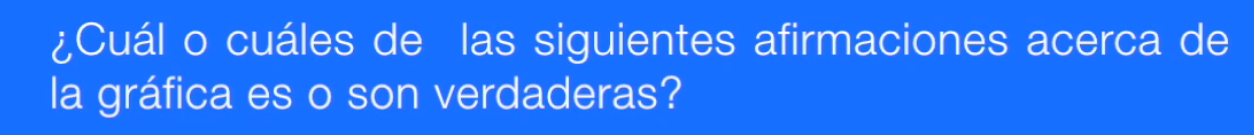 ¿Cuál o cuáles de las siguientes afirmaciones acerca de
la gráfica es o son verdaderas?